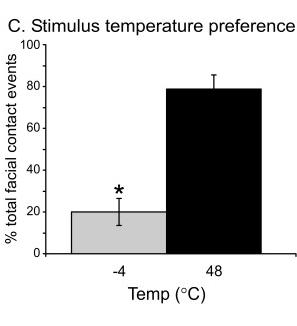 C. Stimulus temperature preference
% total facial contact events
100
80
60
40
20
0
*
-4 48
Temp (°C)